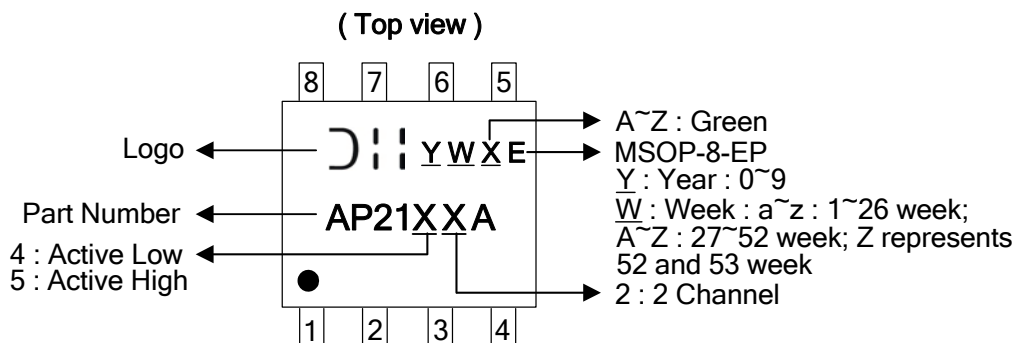 ( Top view )
8 7 6 5
Logo
Y W X E
A~Z : Green
MSOP-8-EP
Y : Year : 0~9
W : Week : a~z : 1~26 week;
A~Z : 27~52 week; Z represents
52 and 53 week
Part Number
AP21XXA
4 : Active Low
5 : Active High
2 : 2 Channel
1 2 3 4